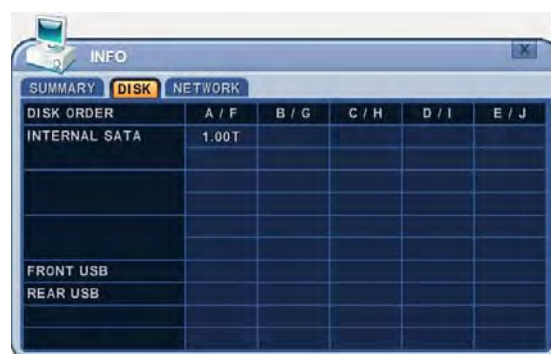 INFO
X
SUMMARY DISK NETWORK
DISK ORDER A / F B / G C / H D / I E / J
INTERNAL SATA 1.00T
FRONT USB
REAR USB